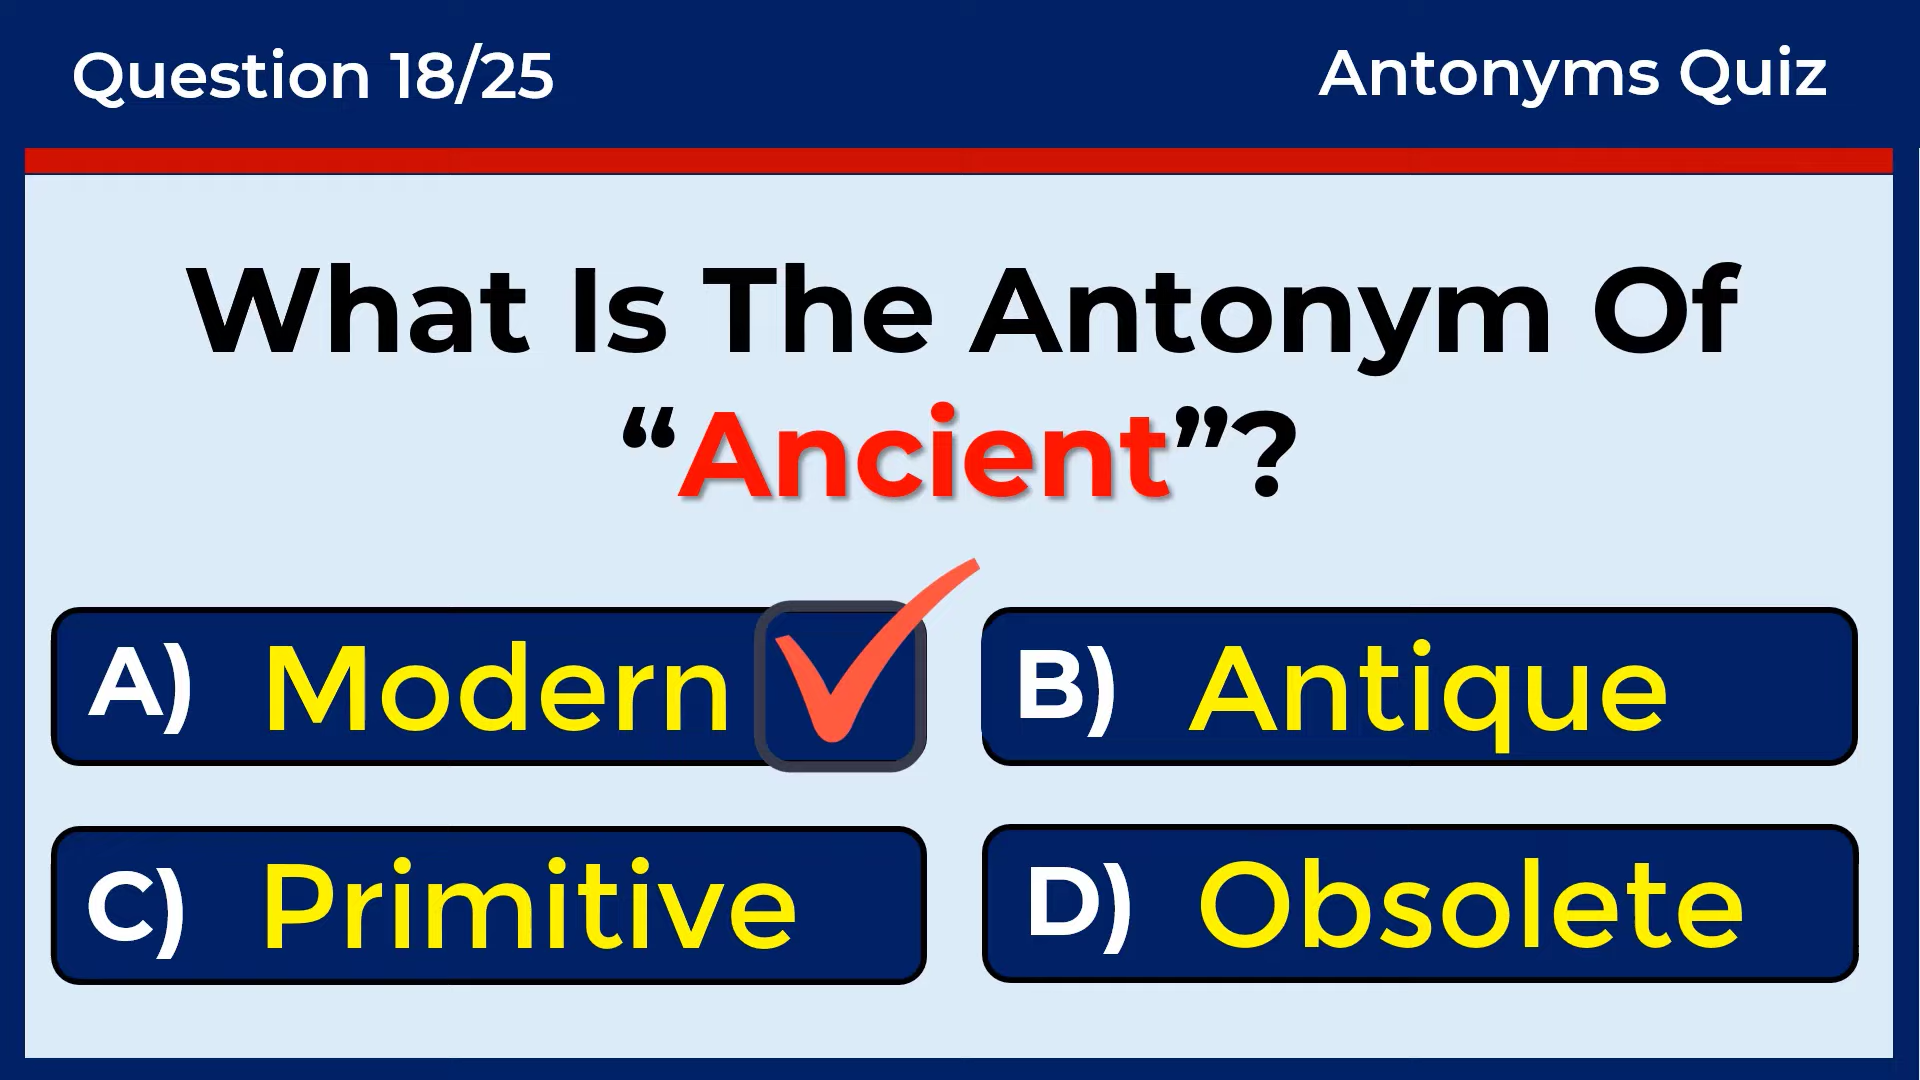 Question 18/25
Antonyms Quiz
What Is The Antonym Of
“Ancient”?
A) Modern
B) Antique
C) Primitive
D) Obsolete